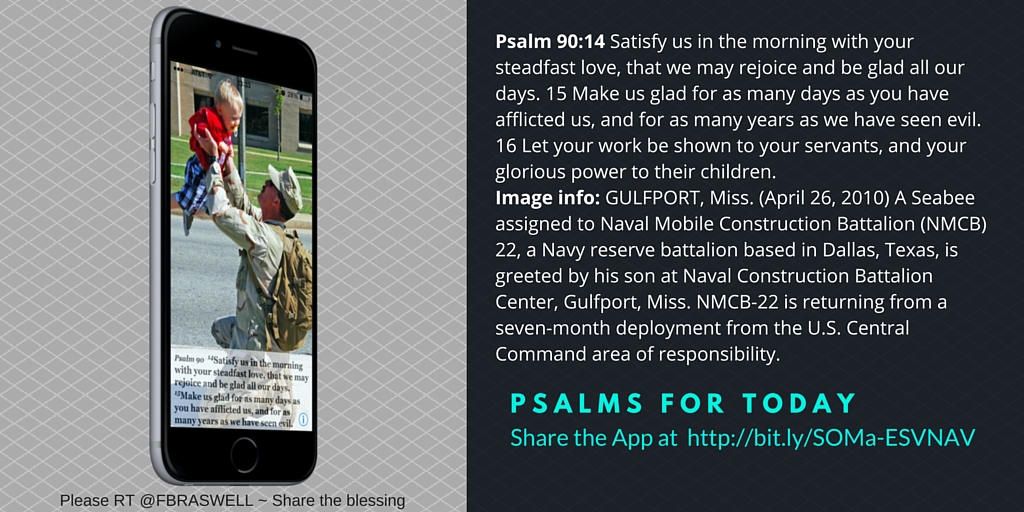 AT&T
28%
Psalm 90 14Satisfy us in the morning
with your steadfast love, that we may
rejoice and be glad all our days.
15Make us glad for as many days as
you have afflicted us, and for as
many years as we have seen evil.
Please RT @FBRASWELL ~ Share the blessing
Psalm 90:14 Satisfy us in the morning with your
steadfast love, that we may rejoice and be glad all our
days. 15 Make us glad for as many days as you have
afflicted us, and for as many years as we have seen evil.
16 Let your work be shown to your servants, and your
glorious power to their children.
Image info: GULFPORT, Miss. (April 26, 2010) A Seabee
assigned to Naval Mobile Construction Battalion (NMCB)
22, a Navy reserve battalion based in Dallas, Texas, is
greeted by his son at Naval Construction Battalion
Center, Gulfport, Miss. NMCB-22 is returning from a
seven-month deployment from the U.S. Central
Command area of responsibility.
PSALMS FOR TODAY
Share the App at http://bit.ly/SOMa-ESVNAV